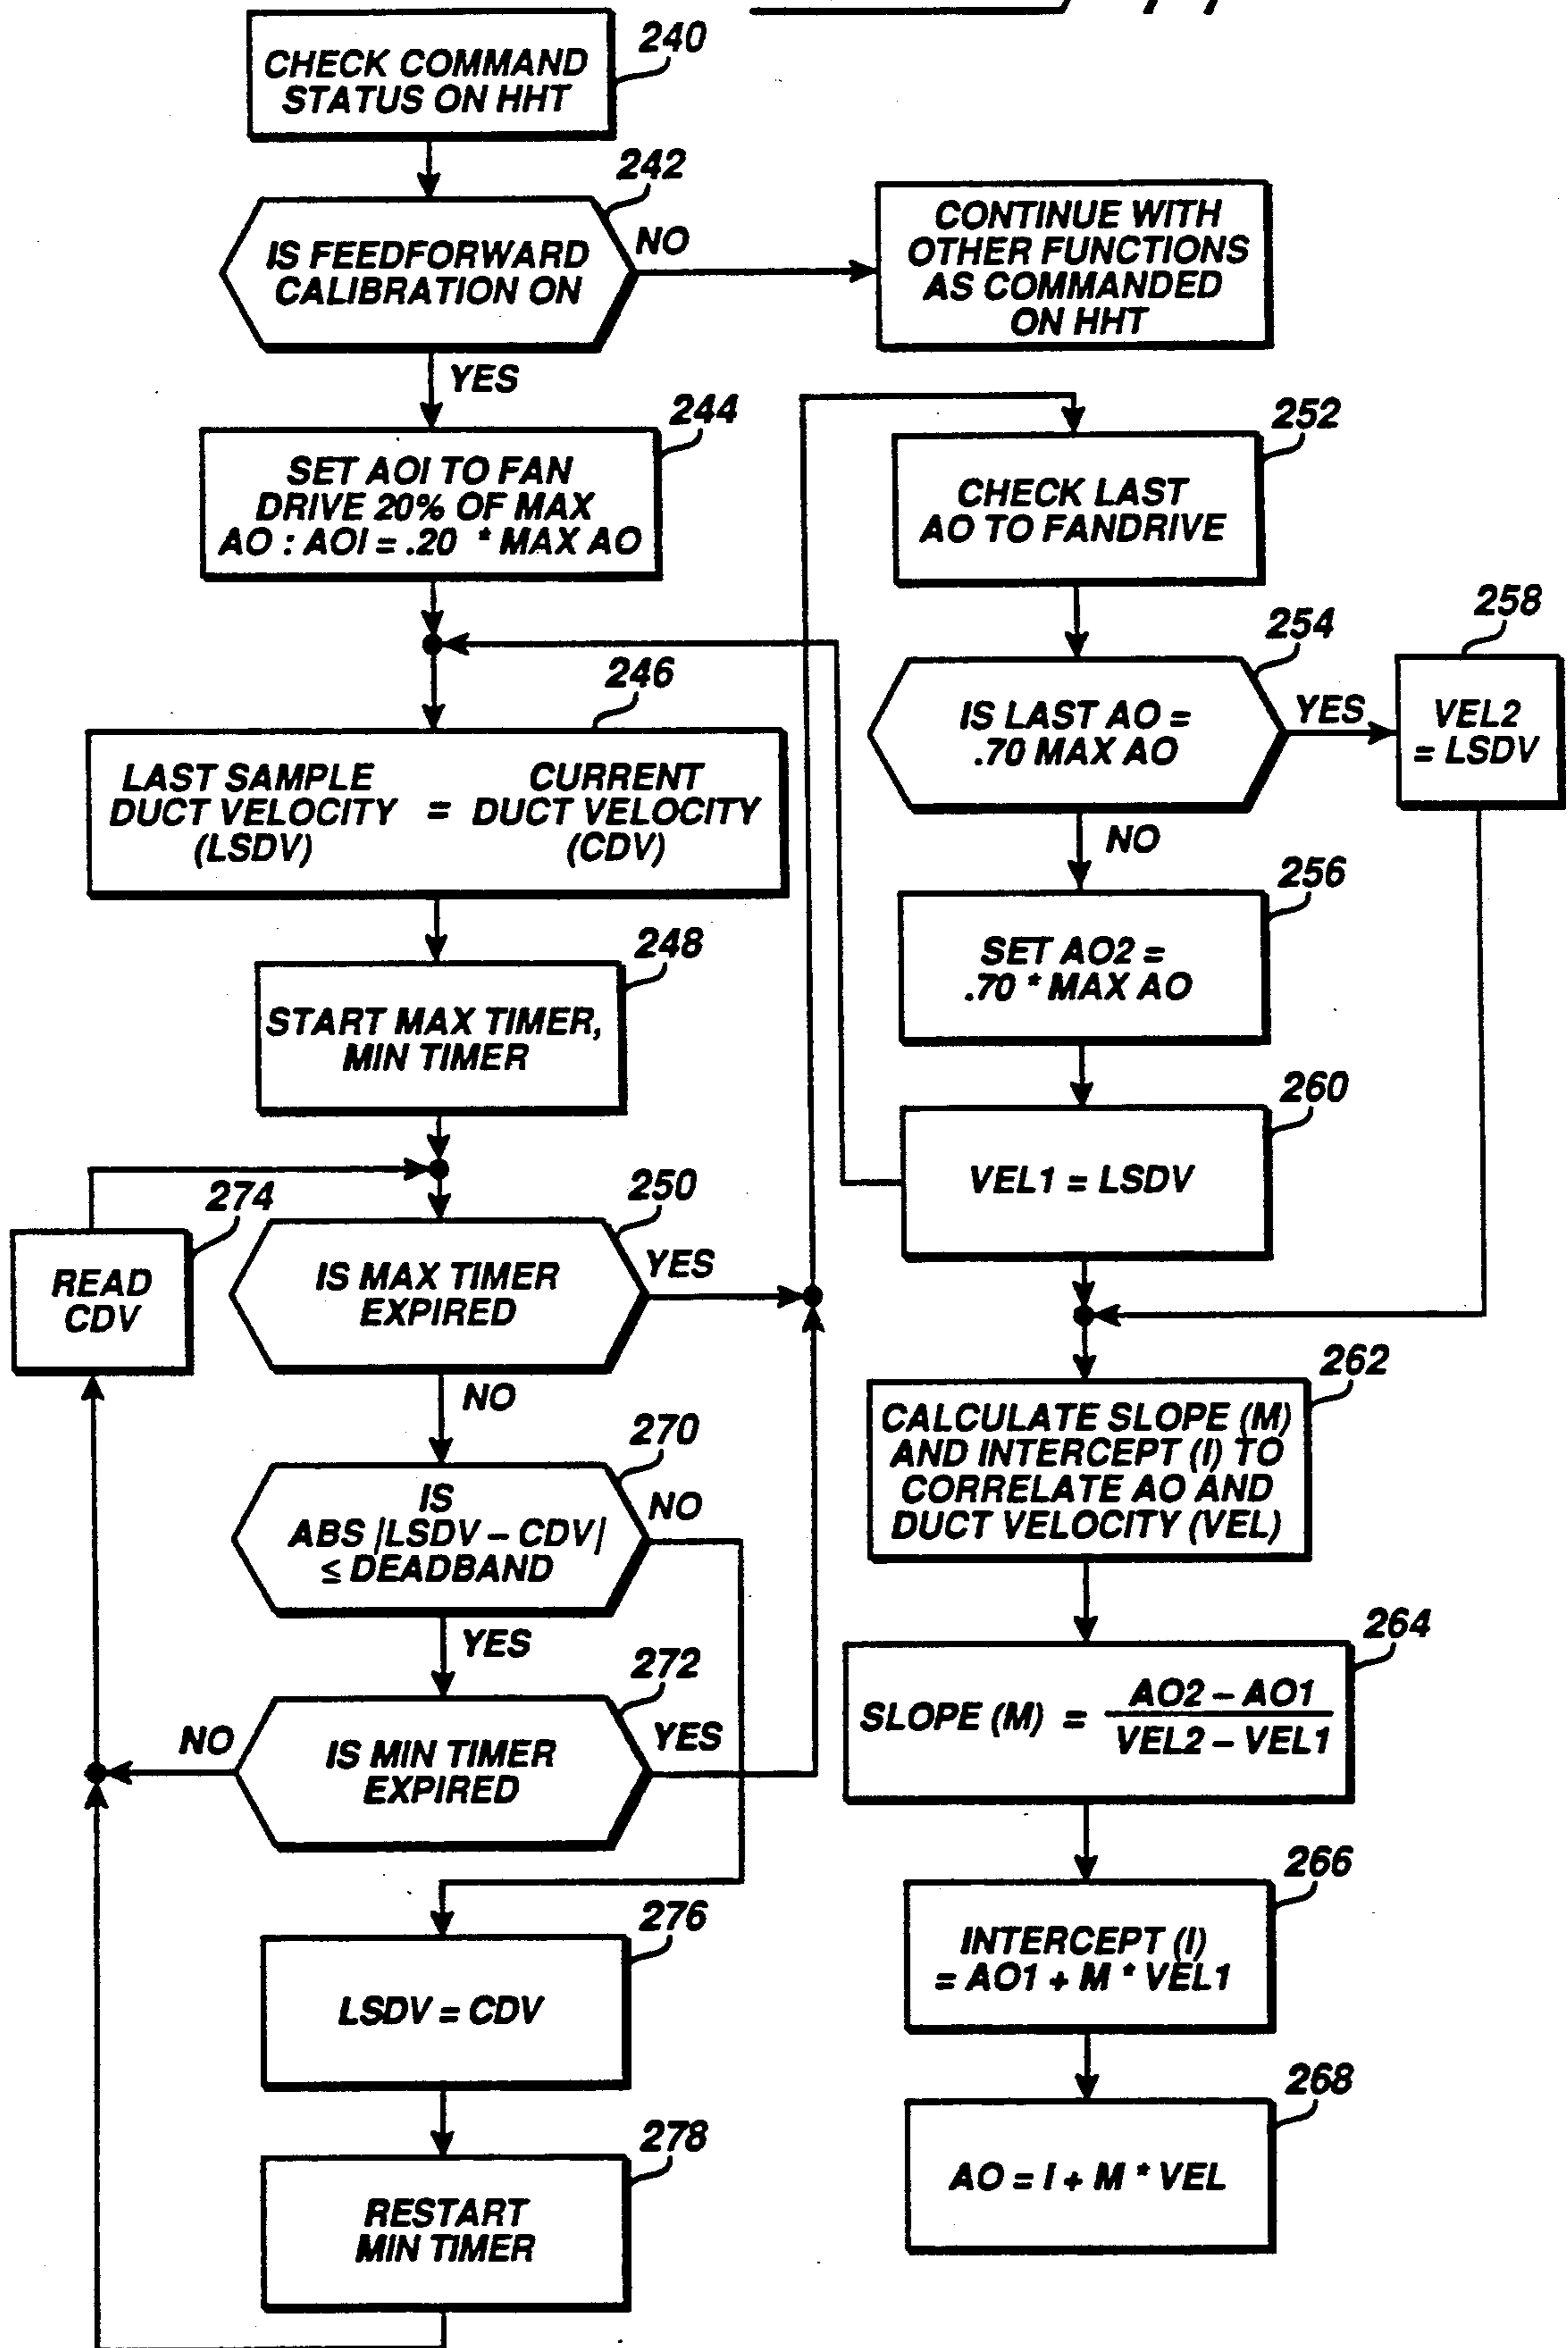 240
CHECK COMMAND
STATUS ON HHT
242
IS FEEDFORWARD
CALIBRATION ON
NO
CONTINUE WITH
OTHER FUNCTIONS
AS COMMANDED
ON HHT
YES
244
SET AOI TO FAN
DRIVE 20% OF MAX
AO : AOI = .20 * MAX AO
246
LAST SAMPLE
DUCT VELOCITY
(LSDV)
=
CURRENT
DUCT VELOCITY
(CDV)
248
START MAX TIMER,
MIN TIMER
274
READ
CDV
250
IS MAX TIMER
EXPIRED
YES
NO
270
IS
ABS |LSDV – CDV|
≤ DEADBAND
NO
YES
272
IS MIN TIMER
EXPIRED
NO
YES
276
LSDV = CDV
278
RESTART
MIN TIMER
252
CHECK LAST
AO TO FANDRIVE
254
IS LAST AO =
.70 MAX AO
YES
258
VEL2
= LSDV
NO
256
SET AO2 =
.70 * MAX AO
260
VEL1 = LSDV
262
CALCULATE SLOPE (M)
AND INTERCEPT (I) TO
CORRELATE AO AND
DUCT VELOCITY (VEL)
264
SLOPE (M) =
AO2 – AO1
VEL2 – VEL1
266
INTERCEPT (I)
= AO1 + M * VEL1
268
AO = I + M * VEL